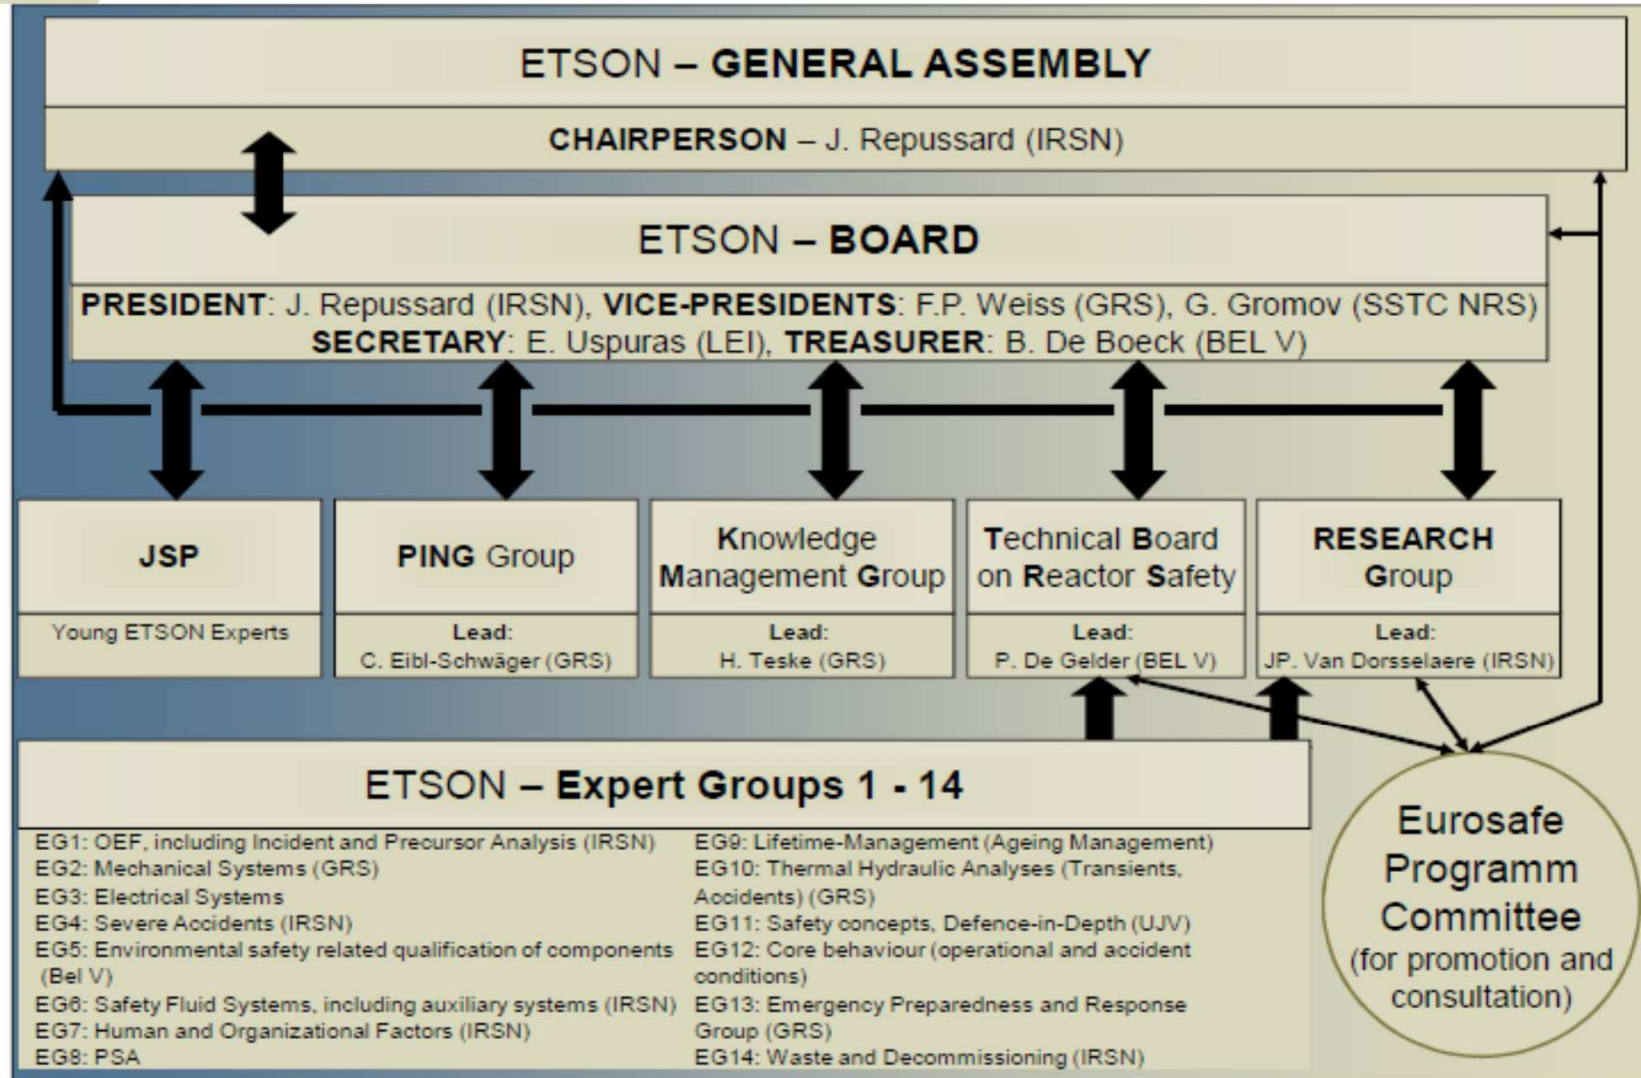 ETSON – GENERAL ASSEMBLY
CHAIRPERSON – J. Repussard (IRSN)
ETSON – BOARD
PRESIDENT: J. Repussard (IRSN), VICE-PRESIDENTS: F.P. Weiss (GRS), G. Gromov (SSTC NRS)
SECRETARY: E. Uspuras (LEI), TREASURER: B. De Boeck (BEL V)
JSP
Young ETSON Experts
PING Group
Lead:
C. Eibl-Schwäger (GRS)
Knowledge
Management Group
Lead:
H. Teske (GRS)
Technical Board
on Reactor Safety
Lead:
P. De Gelder (BEL V)
RESEARCH
Group
Lead:
JP. Van Dorsselaere (IRSN)
ETSON – Expert Groups 1 - 14
EG1: OEF, including Incident and Precursor Analysis (IRSN)
EG2: Mechanical Systems (GRS)
EG3: Electrical Systems
EG4: Severe Accidents (IRSN)
EG5: Environmental safety related qualification of components
(Bel V)
EG6: Safety Fluid Systems, including auxiliary systems (IRSN)
EG7: Human and Organizational Factors (IRSN)
EG8: PSA
EG9: Lifetime-Management (Ageing Management)
EG10: Thermal Hydraulic Analyses (Transients,
Accidents) (GRS)
EG11: Safety concepts, Defence-in-Depth (UJV)
EG12: Core behaviour (operational and accident
conditions)
EG13: Emergency Preparedness and Response
Group (GRS)
EG14: Waste and Decommissioning (IRSN)
Eurosafe
Programm
Committee
(for promotion and
consultation)